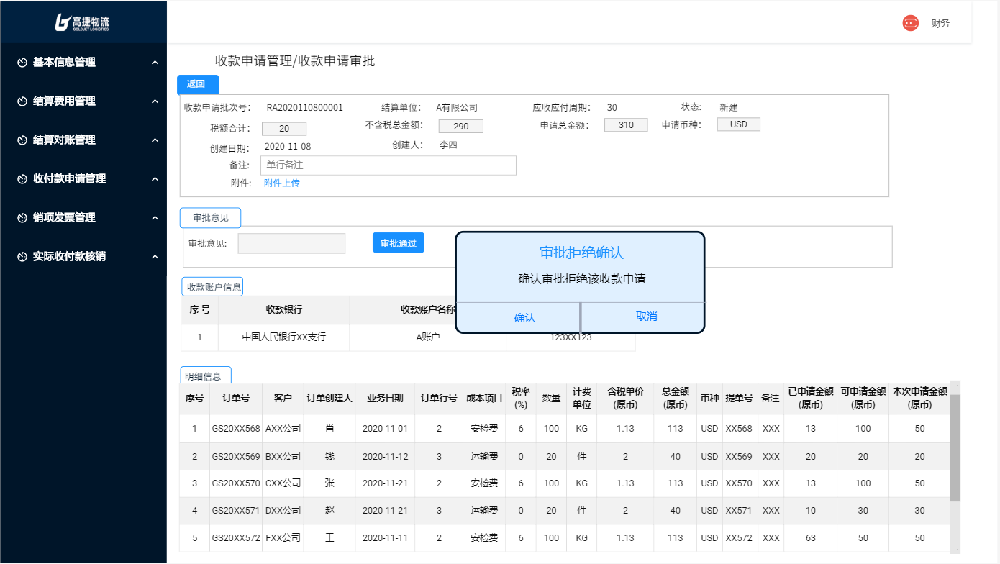 高捷物流
GOLDJET LOGISTICS
财务
基本信息管理
结算费用管理
结算对账管理
收付款申请管理
销项发票管理
实际收付款核销
收款申请管理/收款申请审批
返回
收款申请批次号： RA2020110800001 结算单位： A有限公司 应收应付周期： 30 状态： 新建
税额合计： 20 不含税总金额： 290 申请总金额： 310 申请币种： USD
创建日期： 2020-11-08 创建人： 李四
备注: 单行备注
附件: 附件上传
审批意见
审批意见: 审批通过
审批拒绝确认
确认审批拒绝该收款申请
确认 取消
收款账户信息
序 号 收款银行 收款账户名称
1 中国人民银行XX支行 A账户 123XX123
明细信息
序号 订单号 客户 订单创建人 业务日期 订单行号 成本项目 税率(%) 数量 计费单位 含税单价(原币) 总金额(原币) 币种 提单号 备注 已申请金额(原币) 可申请金额(原币) 本次申请金额(原币)
1 GS20XX568 AXX公司 肖 2020-11-01 2 安检费 6 100 KG 1.13 113 USD XX568 XXX 13 100 50
2 GS20XX569 BXX公司 钱 2020-11-12 3 运输费 0 20 件 2 40 USD XX569 XXX 20 20 20
3 GS20XX570 CXX公司 张 2020-11-21 2 安检费 6 100 KG 1.13 113 USD XX570 XXX 13 100 50
4 GS20XX571 DXX公司 赵 2020-11-21 3 运输费 0 20 件 2 40 USD XX571 XXX 10 30 30
5 GS20XX572 FXX公司 王 2020-11-11 2 安检费 6 100 KG 1.13 113 USD XX572 XXX 63 50 50